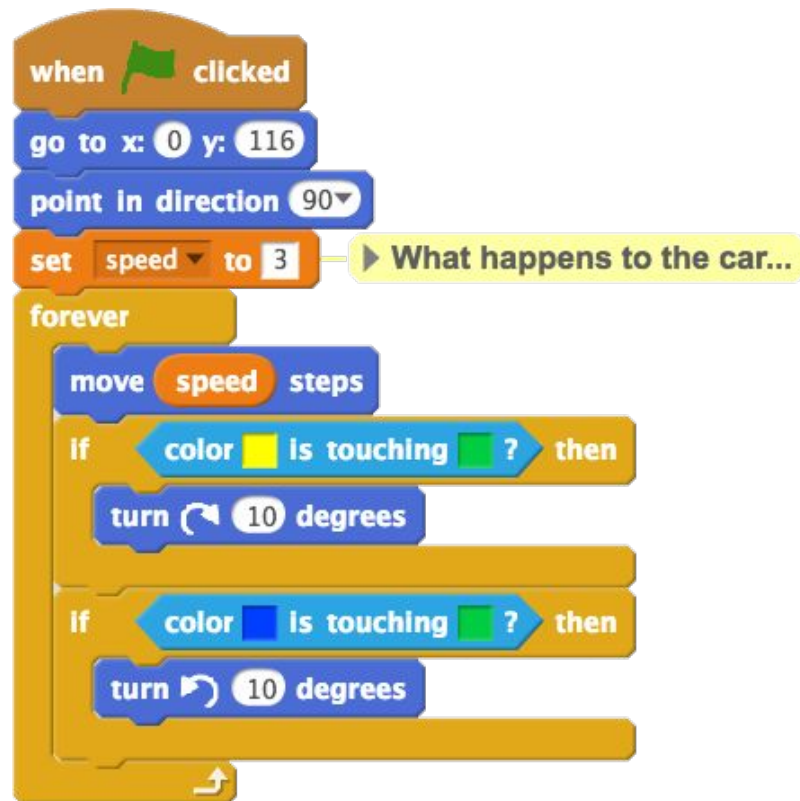 when clicked
go to x: 0 y: 116
point in direction 90
set speed to 3 What happens to the car...
forever
move speed steps
if color is touching ? then
turn 10 degrees
if color is touching ? then
turn 10 degrees